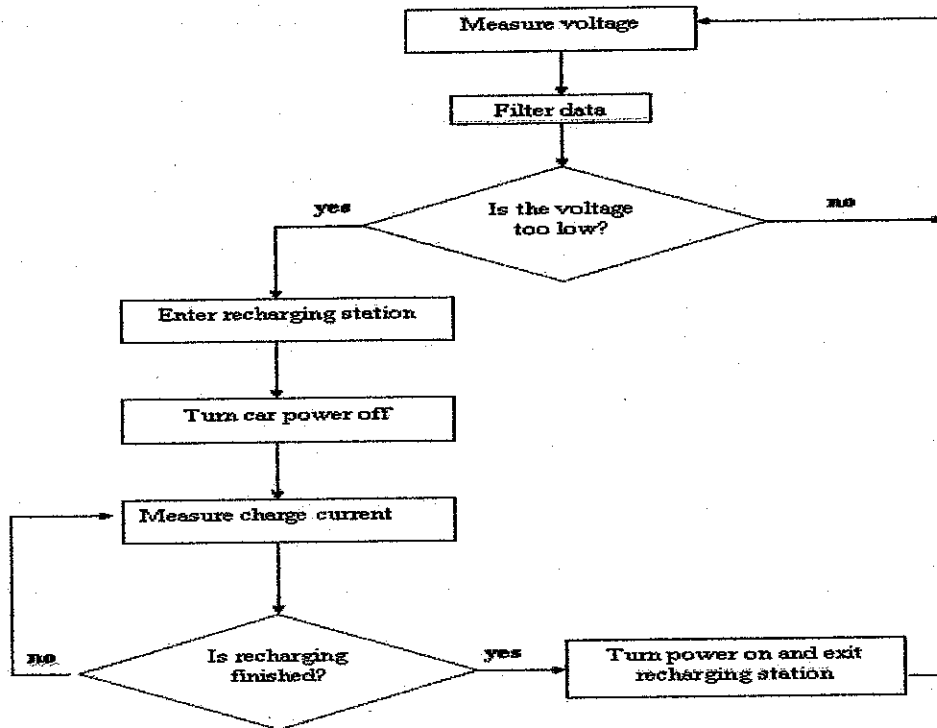 Measure voltage
Filter data
yes
Is the voltage
too low?
no
Enter recharging station
Turn car power off
Measure charge current
no
Is recharging
finished?
yes
Turn power on and exit
recharging station